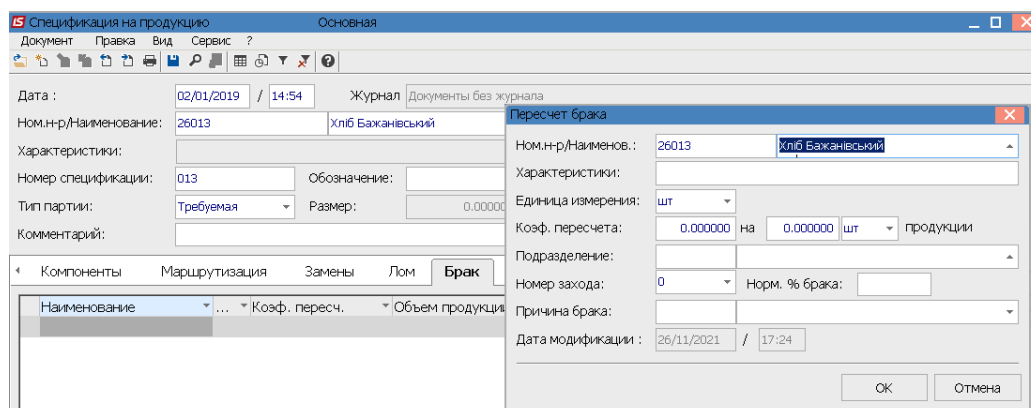 IS Спецификация на продукцию Основная
Документ Правка Вид Сервис ?
Дата : 02/01/2019 / 14:54 Журнал Документы без журнала
Ном.н-р/Наименование: 26013 Хліб Бажанівський
Характеристики:
Номер спецификации: 013 Обозначение:
Тип партии: Требуемая Размер: 0.00000
Комментарий:
Компоненты Маршрутизация Замены Лом Брак
Наименование ... Коэф. пересч. Объем продукции
Пересчет брака
Ном.н-р/Наименов.: 26013 Хліб Бажанівський
Характеристики:
Единица измерения: шт
Коэф. пересчета: 0.000000 на 0.000000 шт продукции
Подразделение:
Номер захода: 0 Норм. % брака:
Причина брака:
Дата модификации : 26/11/2021 / 17:24
ОК Отмена